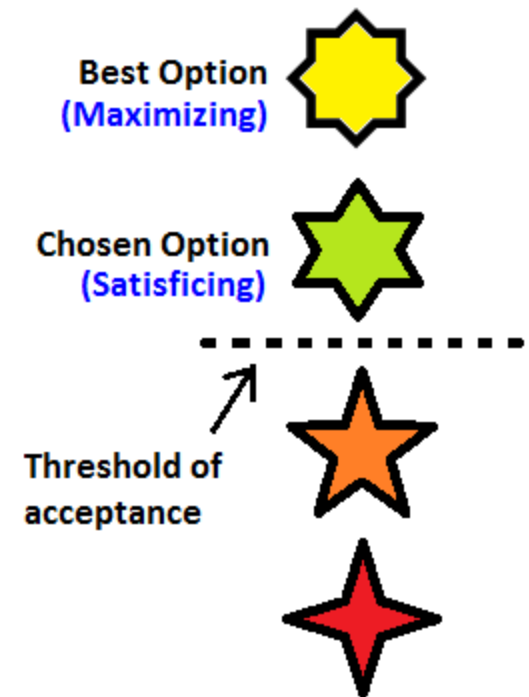 Best Option
(Maximizing)
Chosen Option
(Satisficing)
Threshold of
acceptance